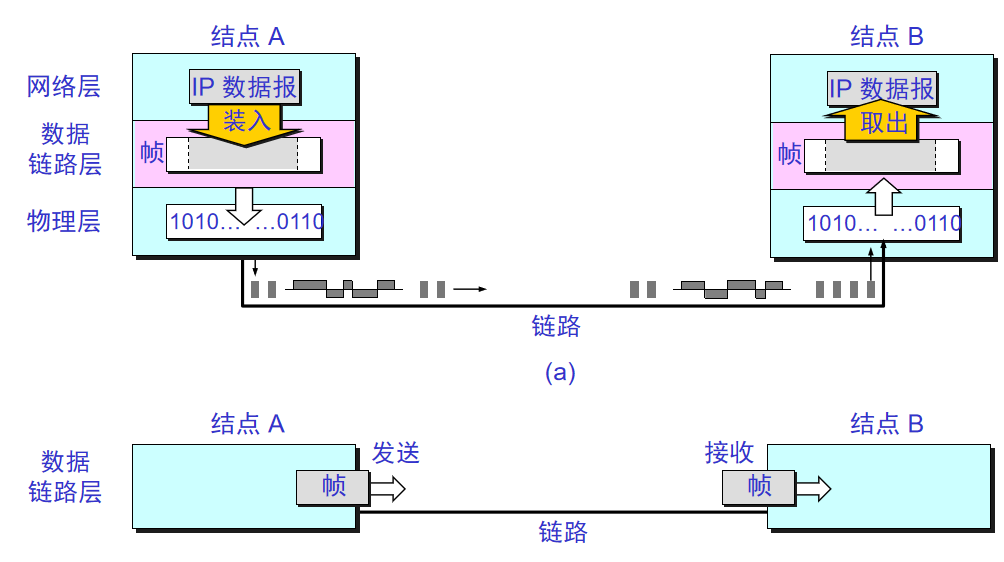 结点 A
结点 B
网络层
IP 数据报
IP 数据报
装入
取出
数据
链路层
帧
帧
物理层
1010… …0110
1010… …0110
链路
(a)
结点 A
结点 B
数据
链路层
发送
接收
帧
帧
链路